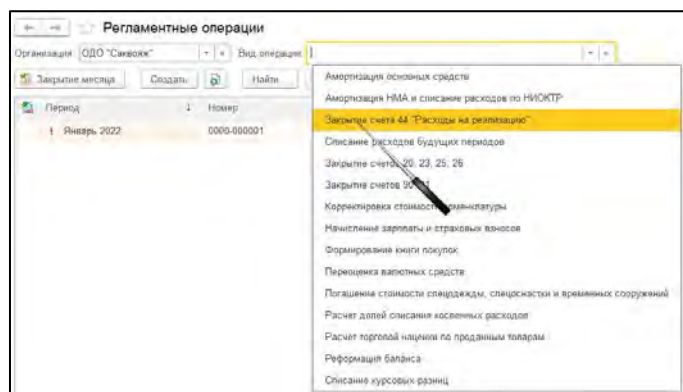 Регламентные операции
Организация: ОДО "Саквояж" Вид операции:
Закрытие месяца Создать Найти
Период Номер
Январь 2022 0000-000001
Амортизация основных средств
Амортизация НМА и списание расходов по НИОКТР
Закрытие счета 44 "Расходы на реализацию"
Списание расходов будущих периодов
Закрытие счетов 20, 23, 25, 26
Закрытие счетов 90,
Корректировка стоимости номенклатуры
Начисление зарплаты и страховых взносов
Формирование книги покупок
Переоценка валютных средств
Погашение стоимости спецодежды, спецоснастки и временных сооружений
Расчет долей списания косвенных расходов
Расчет торговой наценки по проданным товарам
Реформация баланса
Списание курсовых разниц